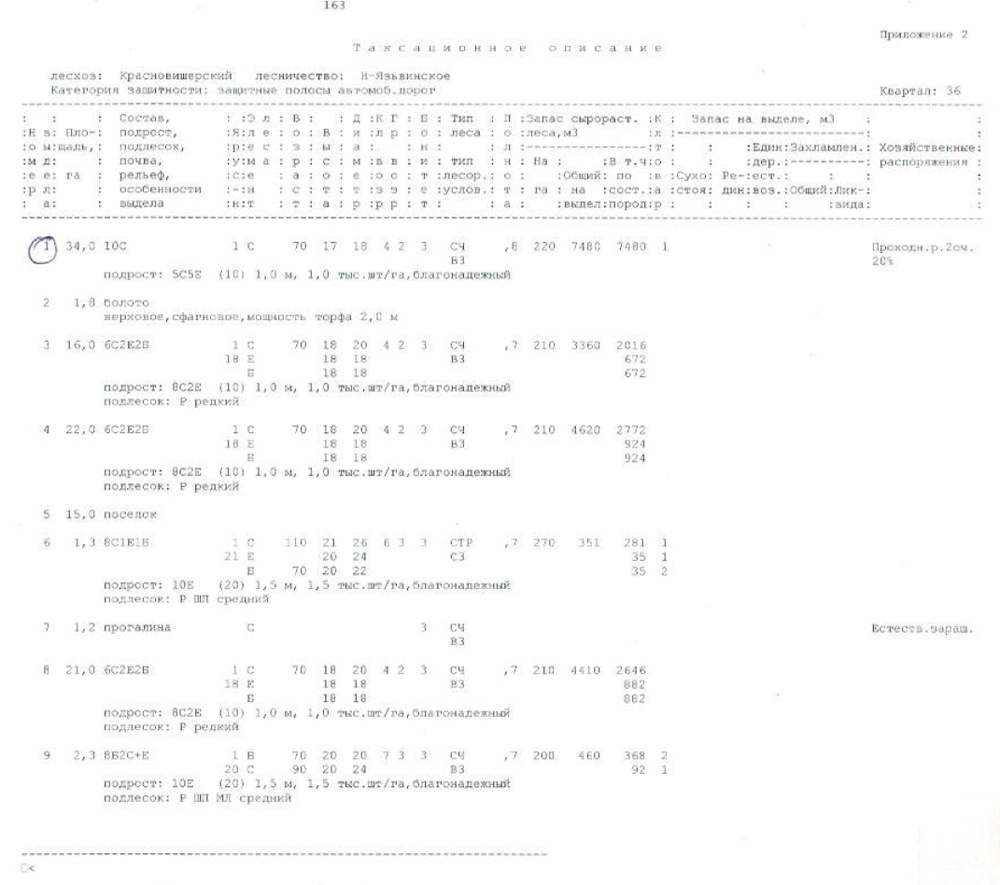 163
Приложение 2
Т а к с а ц и о н н о е   о п и с а н и е
лесхоз: Красновишерский лесничество: Н-Язьвинское
Категория защитности: защитные полосы автомоб.дорог Квартал: 36
: : : Состав, : :Э л : В : : Д :К Г : Б : Тип : П :Запас сырораст. :К : Запас на выделе, м3 : :
:Н в: Пло-: подрост, :Я:л е : о : В : и :л р : о : леса : о :леса,м3 :л :-----------------------: :
:о ы:щадь,: подлесок, :р:е с : з : ы : а : : н : : л :----------------:т : : :Един:Захламлен.: Хозяйственные:
:м д: : почва, :у:м а : р : с : м :в в : и : тип : н : На : :В т.ч:о : : :дер.:----------: распоряжения :
:е е: га : рельеф, :с:е : а : о : е :о о : т :лесор.: о : :Общий: по :в :Сухо: Ре-:ест.: : : :
:р л: : особенности :-:н : с : т : т :з з : е :услов.: т : га : на :сост.:а :стоя: дин:воз.:Общий:Лик-: :
: а: : выдела :н:т : т : а : р :р р : т : : а : :выдел:пород:р : : : : :вида: :
1 34,0 10С 1 С 70 17 18 4 2 3 СЧ ,8 220 7480 7480 1 Проходн.р.2оч.
В3 20%
подрост: 5С5Е (10) 1,0 м, 1,0 тыс.шт/га,благонадежный
2 1,8 болото
верховое,сфагновое,мощность торфа 2,0 м
3 16,0 6С2Е2Б 1 С 70 18 20 4 2 3 СЧ ,7 210 3360 2016
18 Е 18 18 В3 672
Б 18 18 672
подрост: 8С2Е (10) 1,0 м, 1,0 тыс.шт/га,благонадежный
подлесок: Р редкий
4 22,0 6С2Е2Б 1 С 70 18 20 4 2 3 СЧ ,7 210 4620 2772
18 Е 18 18 В3 924
Б 18 18 924
подрост: 8С2Е (10) 1,0 м, 1,0 тыс.шт/га,благонадежный
подлесок: Р редкий
5 15,0 поселок
6 1,3 8С1Е1Б 1 С 110 21 26 6 3 3 СТР ,7 270 351 281 1
21 Е 20 24 С3 35 1
Б 70 20 22 35 2
подрост: 10Е (20) 1,5 м, 1,5 тыс.шт/га,благонадежный
подлесок: Р ШП средний
7 1,2 прогалина С 3 СЧ Естеств.заращ.
В3
8 21,0 6С2Е2Б 1 С 70 18 20 4 2 3 СЧ ,7 210 4410 2646
18 Е 18 18 В3 882
Б 18 18 882
подрост: 8С2Е (10) 1,0 м, 1,0 тыс.шт/га,благонадежный
подлесок: Р редкий
9 2,3 8Б2С+Е 1 Б 70 20 20 7 3 3 СЧ ,7 200 460 368 2
20 С 90 20 24 В3 92 1
подрост: 10Е (20) 1,5 м, 1,5 тыс.шт/га,благонадежный
подлесок: Р ШП МЛ средний